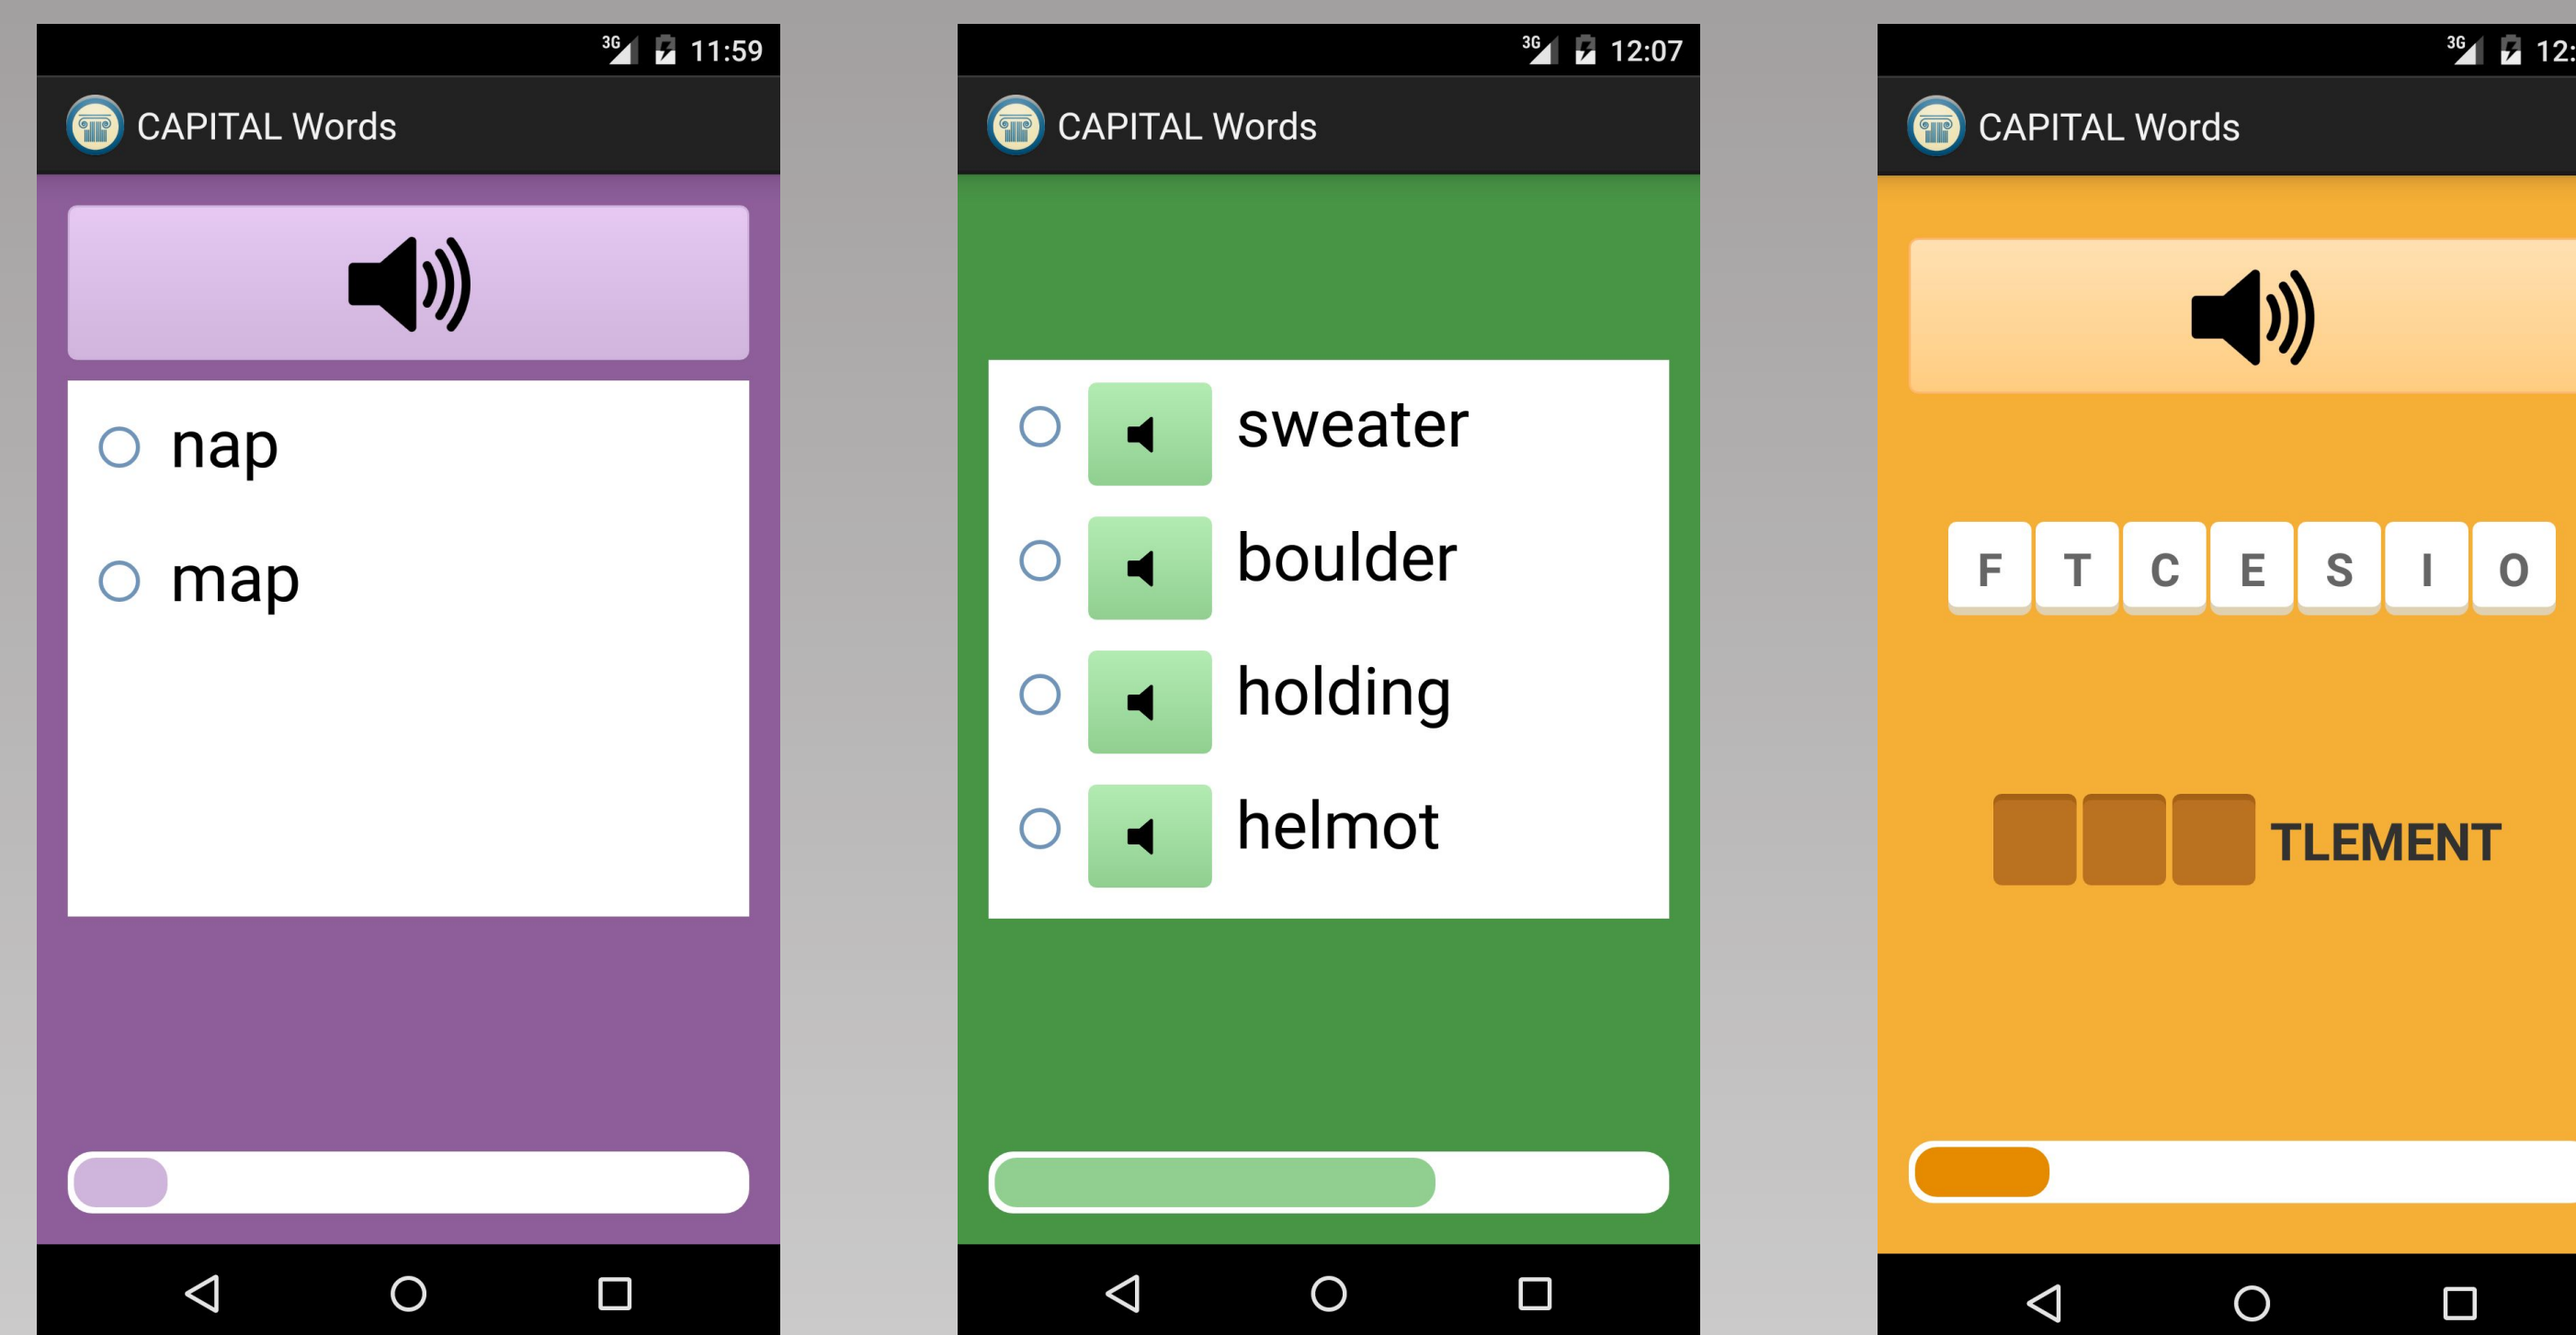 3G 11:59
CAPITAL Words
nap
map
3G 12:07
CAPITAL Words
sweater
boulder
holding
helmot
3G 12:
CAPITAL Words
F T C E S I O
TLEMENT